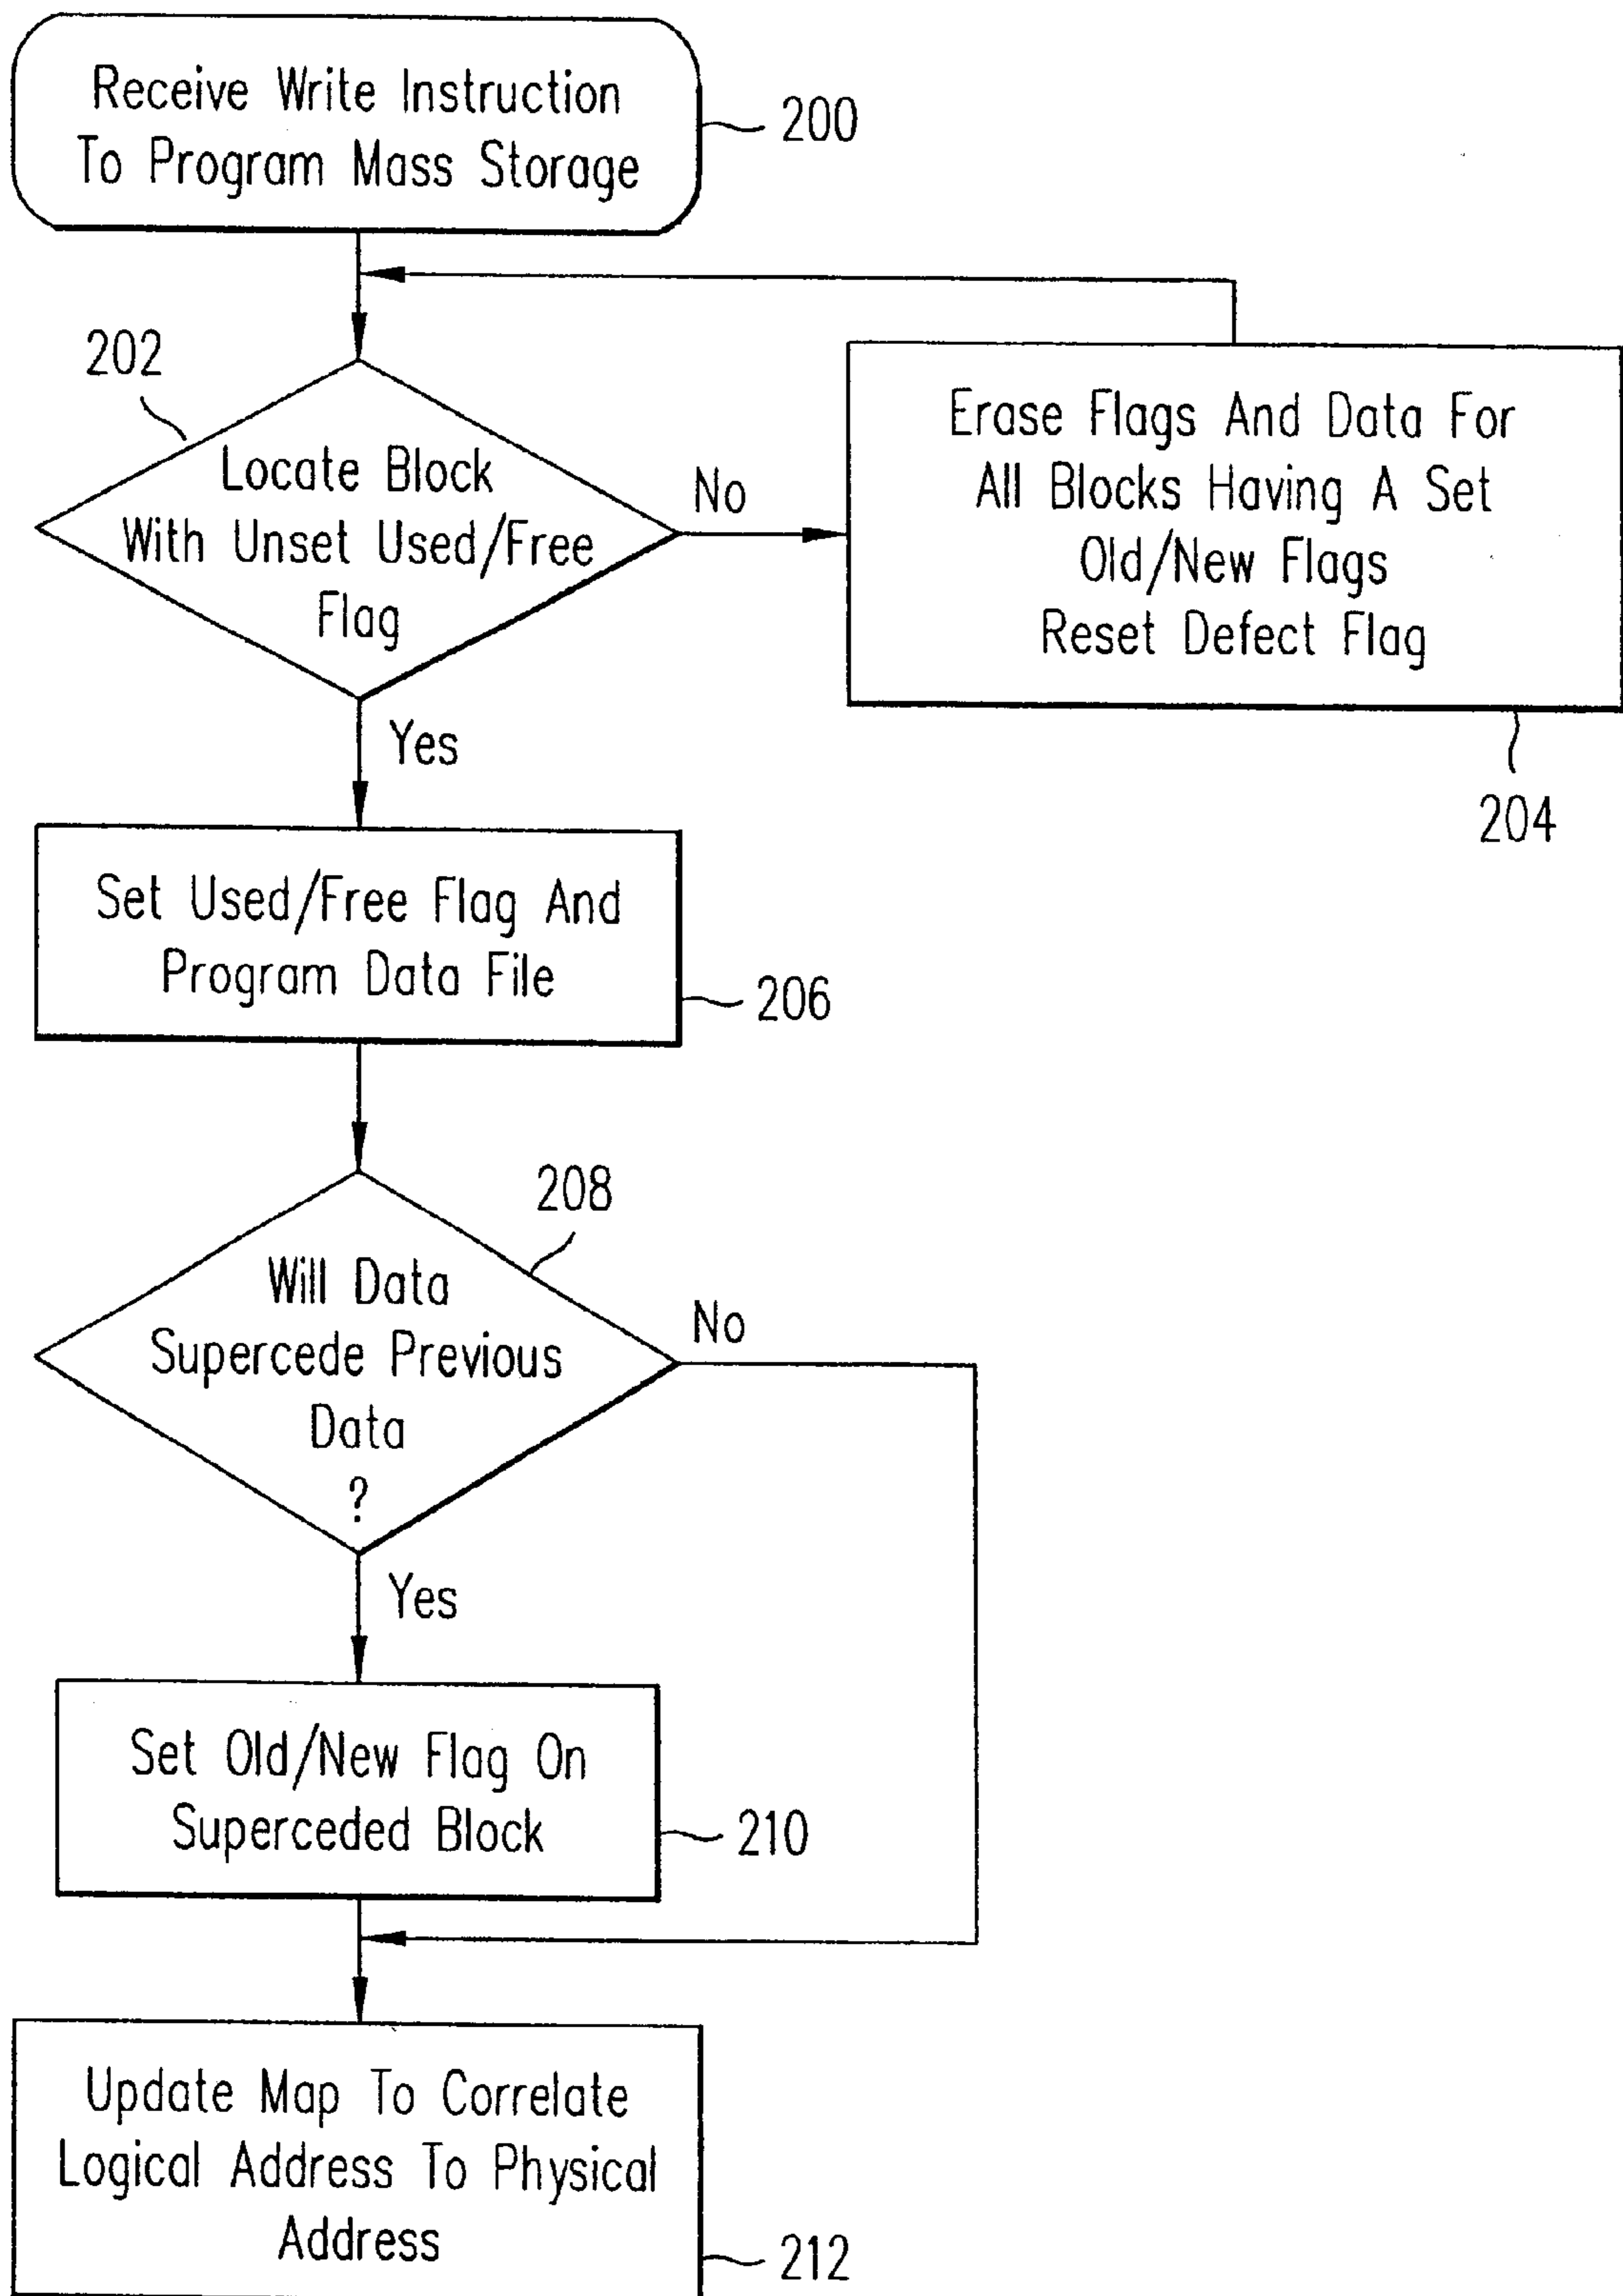 Receive Write Instruction
To Program Mass Storage
200
202
Locate Block
With Unset Used/Free
Flag
No
Erase Flags And Data For
All Blocks Having A Set
Old/New Flags
Reset Defect Flag
204
Yes
Set Used/Free Flag And
Program Data File
206
208
Will Data
Supercede Previous
Data
?
No
Yes
Set Old/New Flag On
Superceded Block
210
Update Map To Correlate
Logical Address To Physical
Address
212